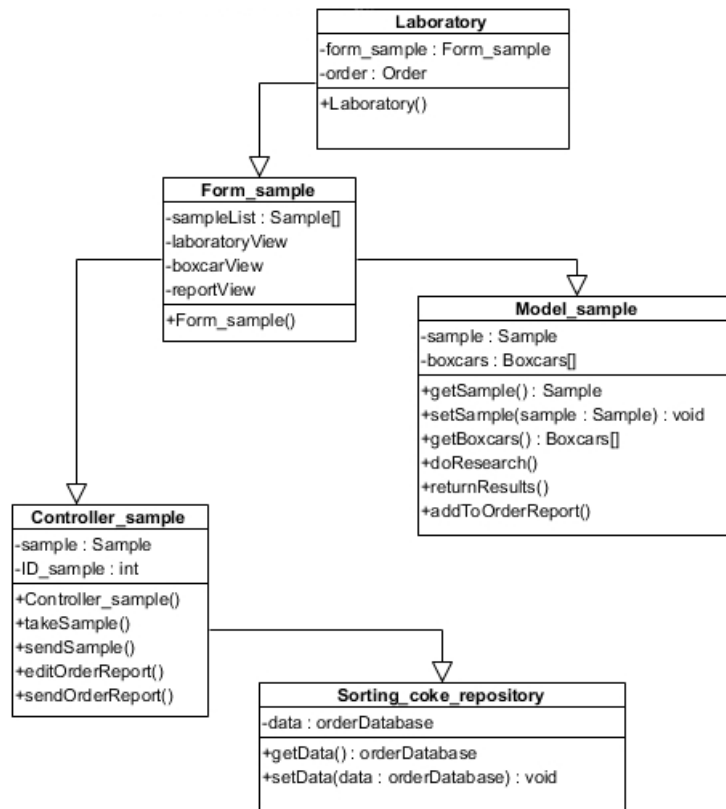 Laboratory
-form_sample : Form_sample
-order : Order
+Laboratory()
Form_sample
-sampleList : Sample[]
-laboratoryView
-boxcarView
-reportView
+Form_sample()
Model_sample
-sample : Sample
-boxcars : Boxcars[]
+getSample() : Sample
+setSample(sample : Sample) : void
+getBoxcars() : Boxcars[]
+doResearch()
+returnResults()
+addToOrderReport()
Controller_sample
-sample : Sample
-ID_sample : int
+Controller_sample()
+takeSample()
+sendSample()
+editOrderReport()
+sendOrderReport()
Sorting_coke_repository
-data : orderDatabase
+getData() : orderDatabase
+setData(data : orderDatabase) : void